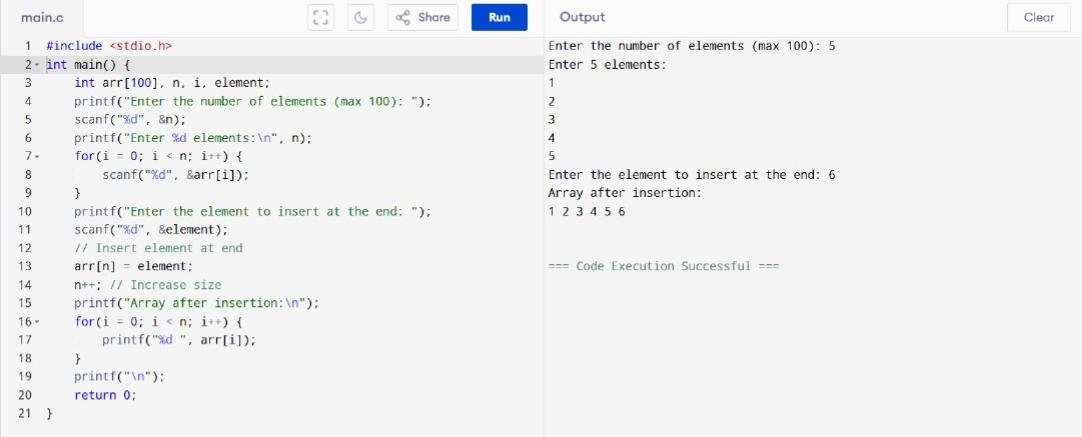 main.c
Share
Run
Output
Clear
1 #include <stdio.h>
2 int main() {
3 int arr[100], n, i, element;
4 printf("Enter the number of elements (max 100): ");
5 scanf("%d", &n);
6 printf("Enter %d elements:\n", n);
7 for(i = 0; i < n; i++) {
8 scanf("%d", &arr[i]);
9 }
10 printf("Enter the element to insert at the end: ");
11 scanf("%d", &element);
12 // Insert element at end
13 arr[n] = element;
14 n++; // Increase size
15 printf("Array after insertion:\n");
16 for(i = 0; i < n; i++) {
17 printf("%d ", arr[i]);
18 }
19 printf("\n");
20 return 0;
21 }
Enter the number of elements (max 100): 5
Enter 5 elements:
1
2
3
4
5
Enter the element to insert at the end: 6
Array after insertion:
1 2 3 4 5 6
=== Code Execution Successful ===